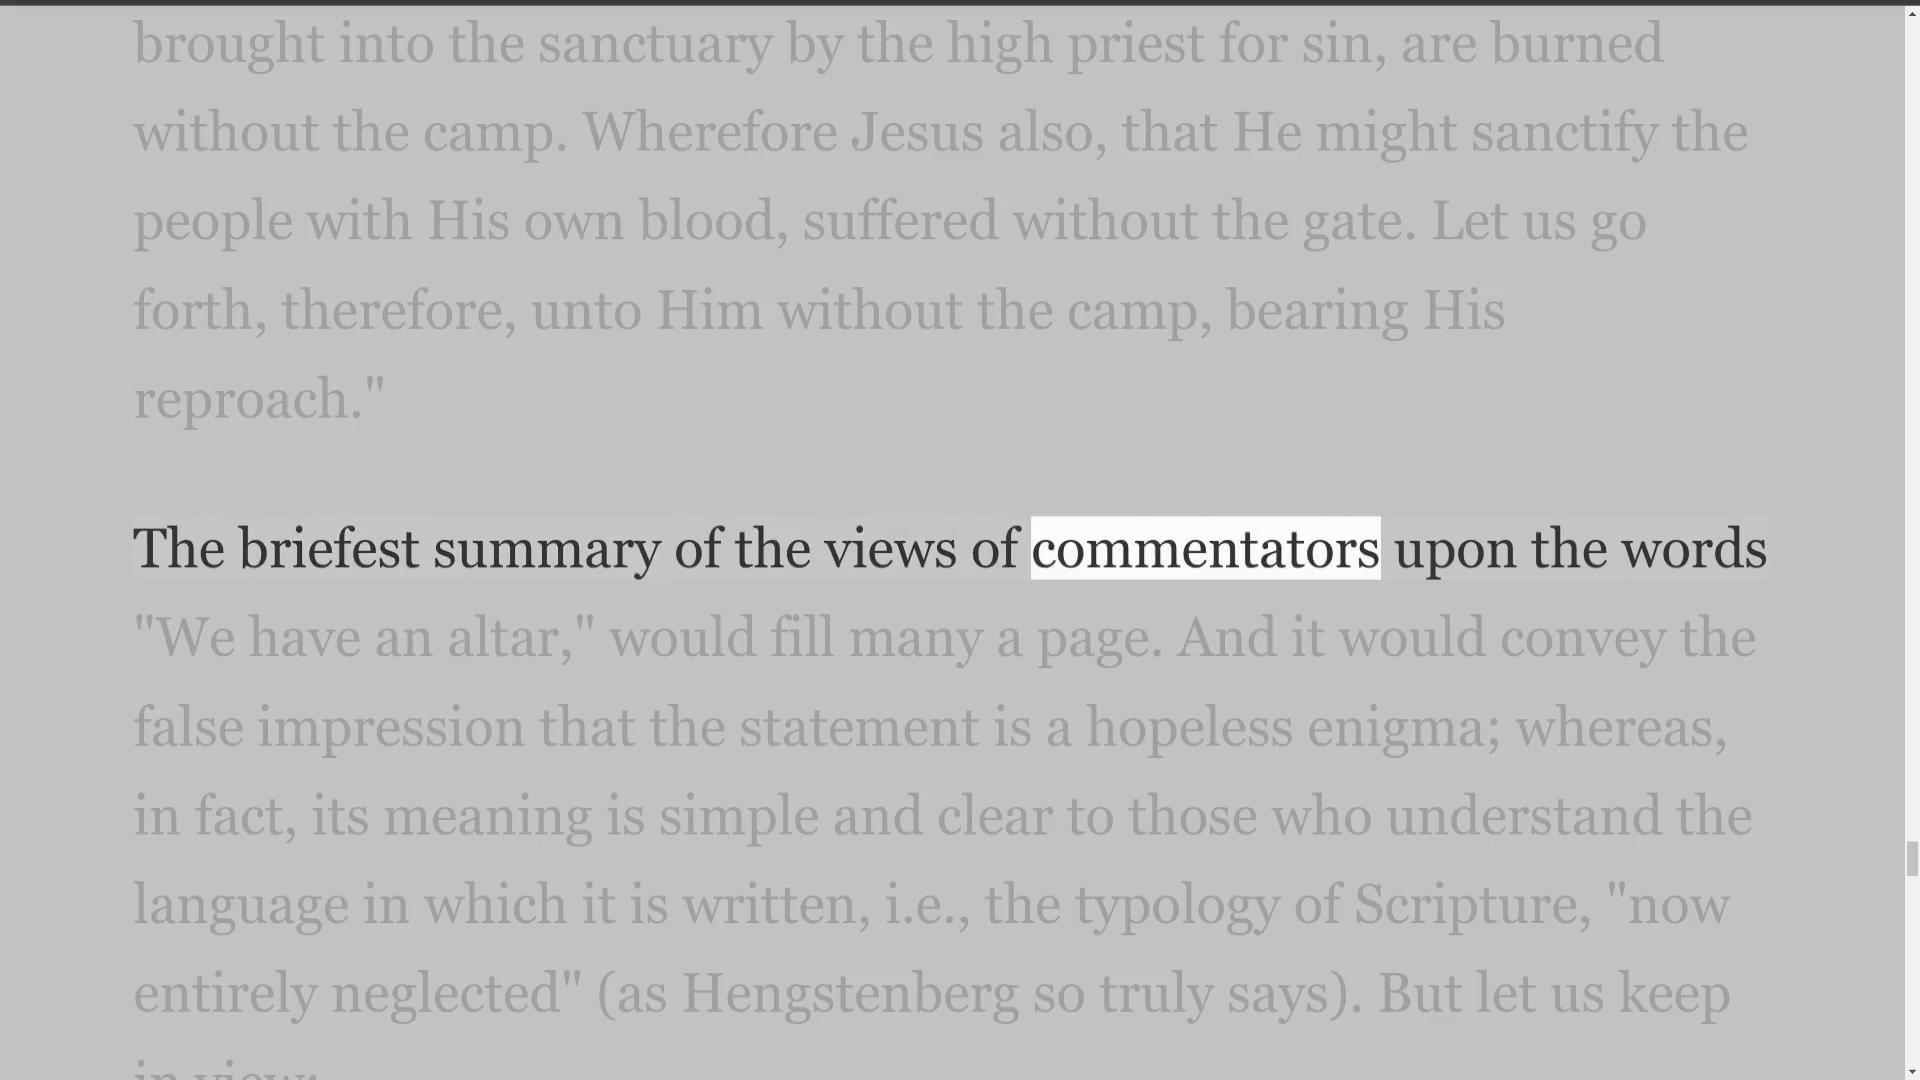 brought into the sanctuary by the high priest for sin, are burned
without the camp. Wherefore Jesus also, that He might sanctify the
people with His own blood, suffered without the gate. Let us go
forth, therefore, unto Him without the camp, bearing His
reproach."
The briefest summary of the views of commentators upon the words
"We have an altar," would fill many a page. And it would convey the
false impression that the statement is a hopeless enigma; whereas,
in fact, its meaning is simple and clear to those who understand the
language in which it is written, i.e., the typology of Scripture, "now
entirely neglected" (as Hengstenberg so truly says). But let us keep
in view: